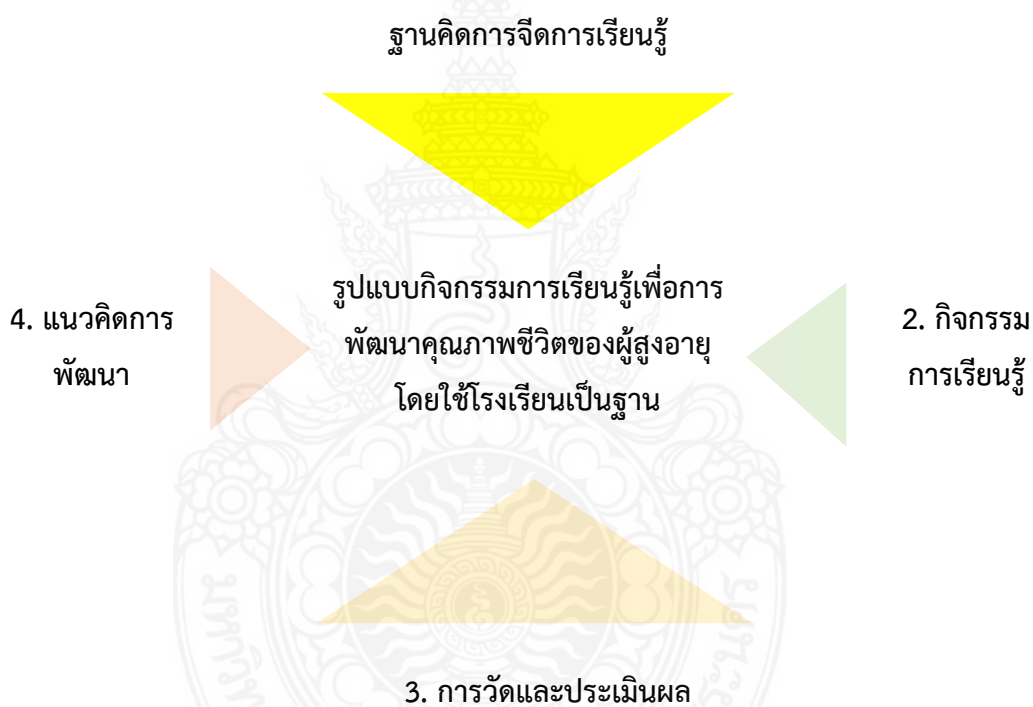 ฐานคิดการจีดการเรียนรู้
รูปแบบกิจกรรมการเรียนรู้เพื่อการ
พัฒนาคุณภาพชีวิตของผู้สูงอายุ
โดยใช้โรงเรียนเป็นฐาน
4. แนวคิดการ
พัฒนา
2. กิจกรรม
การเรียนรู้
3. การวัดและประเมินผล